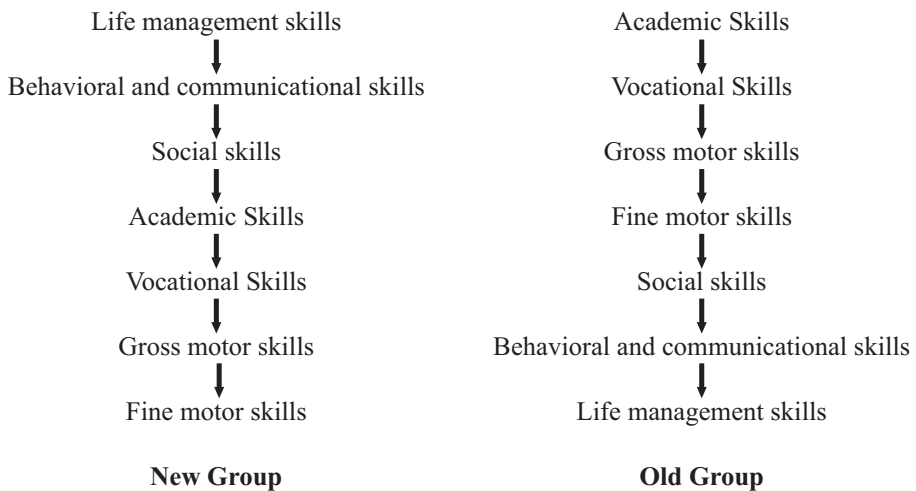 Life management skills
Behavioral and communicational skills
Social skills
Academic Skills
Vocational Skills
Gross motor skills
Fine motor skills
New Group
Academic Skills
Vocational Skills
Gross motor skills
Fine motor skills
Social skills
Behavioral and communicational skills
Life management skills
Old Group